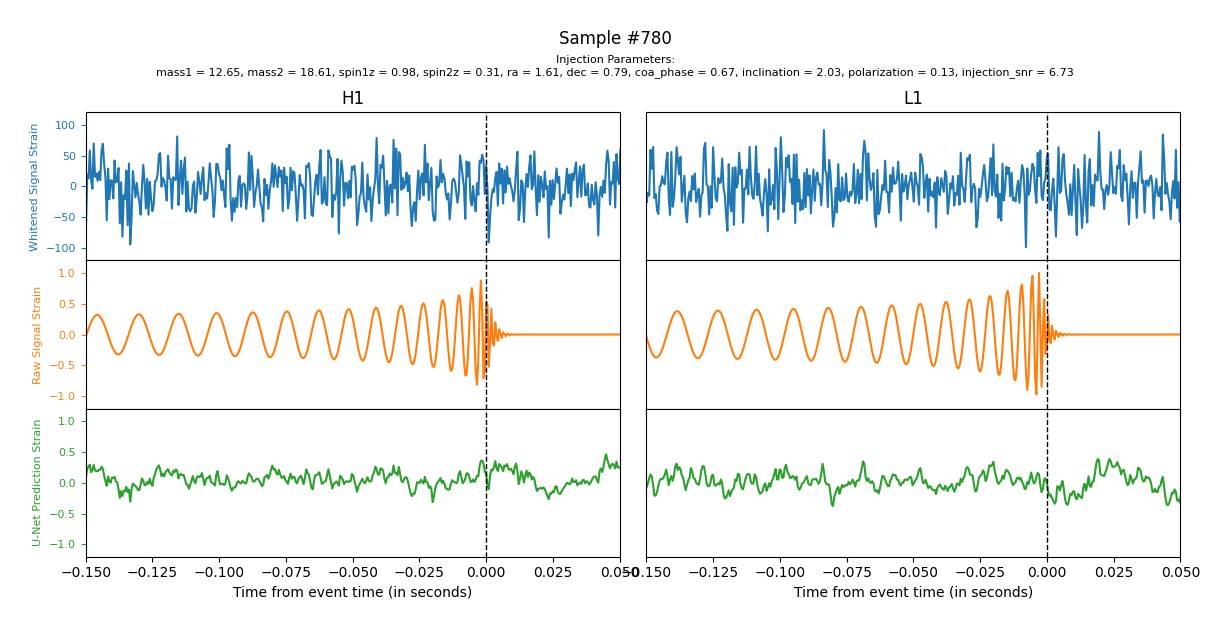 Sample #780
Injection Parameters:
mass1 = 12.65, mass2 = 18.61, spin1z = 0.98, spin2z = 0.31, ra = 1.61, dec = 0.79, coa_phase = 0.67, inclination = 2.03, polarization = 0.13, injection_snr = 6.73
H1
L1
Whitened Signal Strain
100
50
0
−50
−100
Raw Signal Strain
1.0
0.5
0.0
−0.5
−1.0
U-Net Prediction Strain
1.0
0.5
0.0
−0.5
−1.0
−0.150 −0.125 −0.100 −0.075 −0.050 −0.025 0.000 0.025 0.050
−0.150 −0.125 −0.100 −0.075 −0.050 −0.025 0.000 0.025 0.050
Time from event time (in seconds)
Time from event time (in seconds)